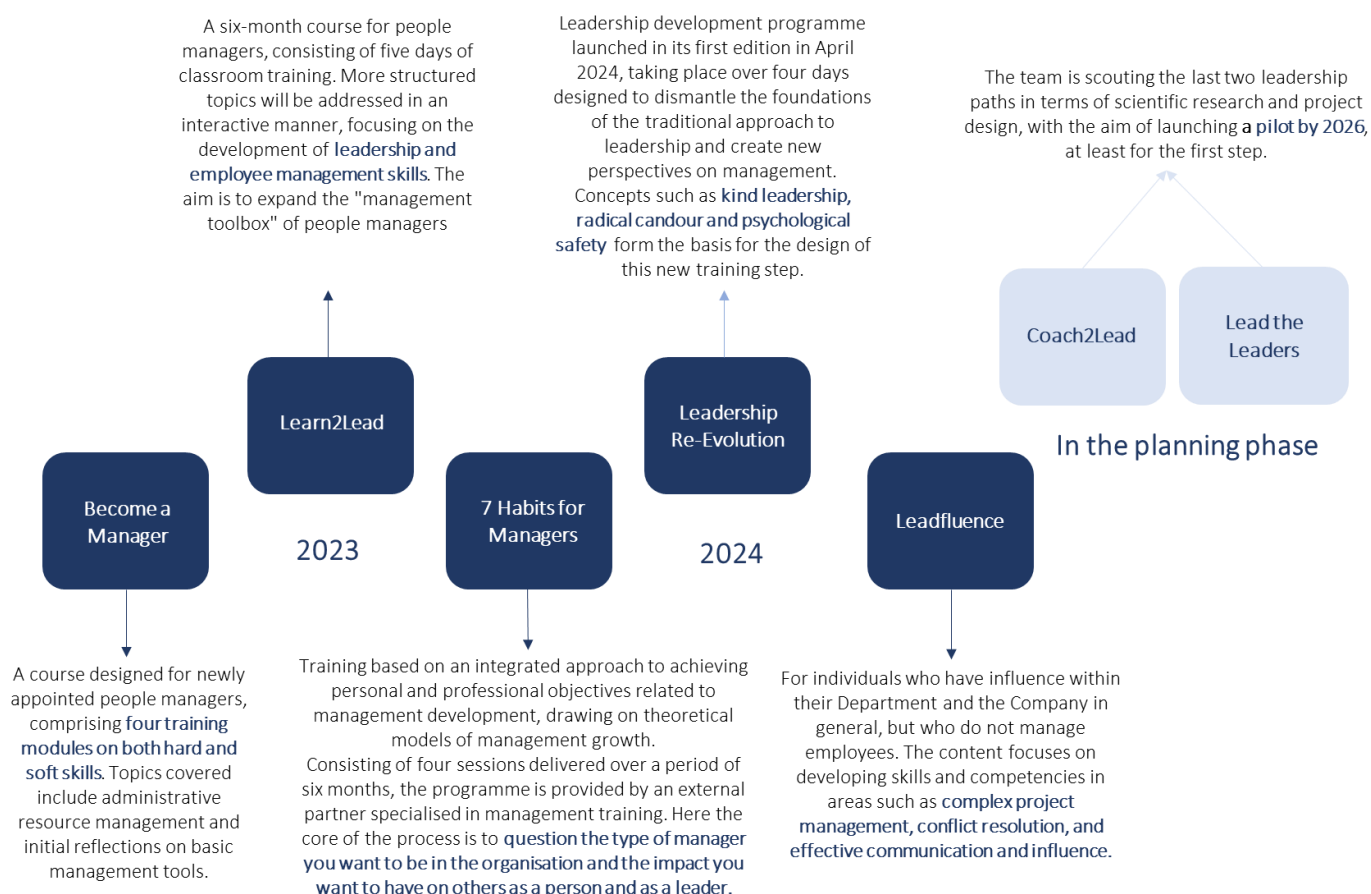 A six-month course for people
managers, consisting of five days of
classroom training. More structured
topics will be addressed in an
interactive manner, focusing on the
development of leadership and
employee management skills. The
aim is to expand the "management
toolbox" of people managers
Leadership development programme
launched in its first edition in April
2024, taking place over four days
designed to dismantle the foundations
of the traditional approach to
leadership and create new
perspectives on management.
Concepts such as kind leadership,
radical candour and psychological
safety form the basis for the design of
this new training step.
The team is scouting the last two leadership
paths in terms of scientific research and project
design, with the aim of launching a pilot by 2026,
at least for the first step.
Coach2Lead
Lead the
Leaders
In the planning phase
Learn2Lead
Leadership
Re-Evolution
Become a
Manager
2023
7 Habits for
Managers
2024
Leadfluence
A course designed for newly
appointed people managers,
comprising four training
modules on both hard and
soft skills. Topics covered
include administrative
resource management and
initial reflections on basic
management tools.
Training based on an integrated approach to achieving
personal and professional objectives related to
management development, drawing on theoretical
models of management growth.
Consisting of four sessions delivered over a period of
six months, the programme is provided by an external
partner specialised in management training. Here the
core of the process is to question the type of manager
you want to be in the organisation and the impact you
want to have on others as a person and as a leader.
For individuals who have influence within
their Department and the Company in
general, but who do not manage
employees. The content focuses on
developing skills and competencies in
areas such as complex project
management, conflict resolution, and
effective communication and influence.